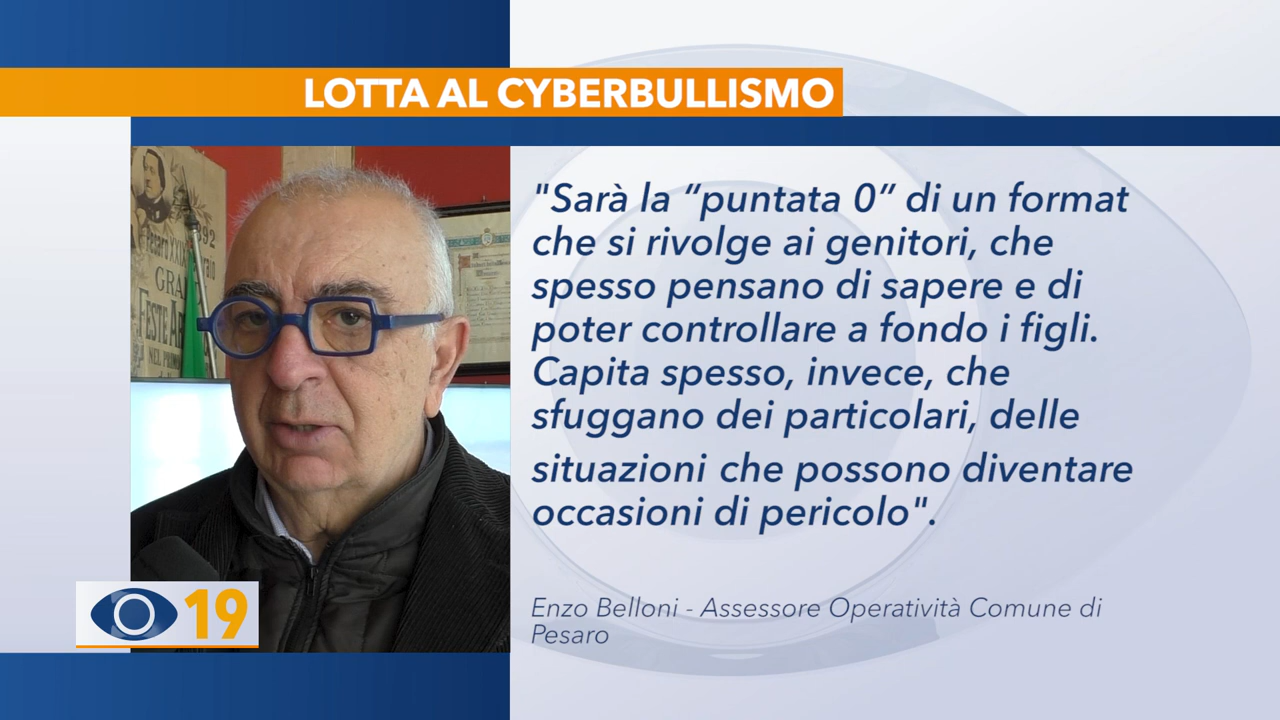 LOTTA AL CYBERBULLISMO
"Sarà la “puntata 0” di un format
che si rivolge ai genitori, che
spesso pensano di sapere e di
poter controllare a fondo i figli.
Capita spesso, invece, che
sfuggano dei particolari, delle
situazioni che possono diventare
occasioni di pericolo".
Enzo Belloni - Assessore Operatività Comune di
Pesaro
19